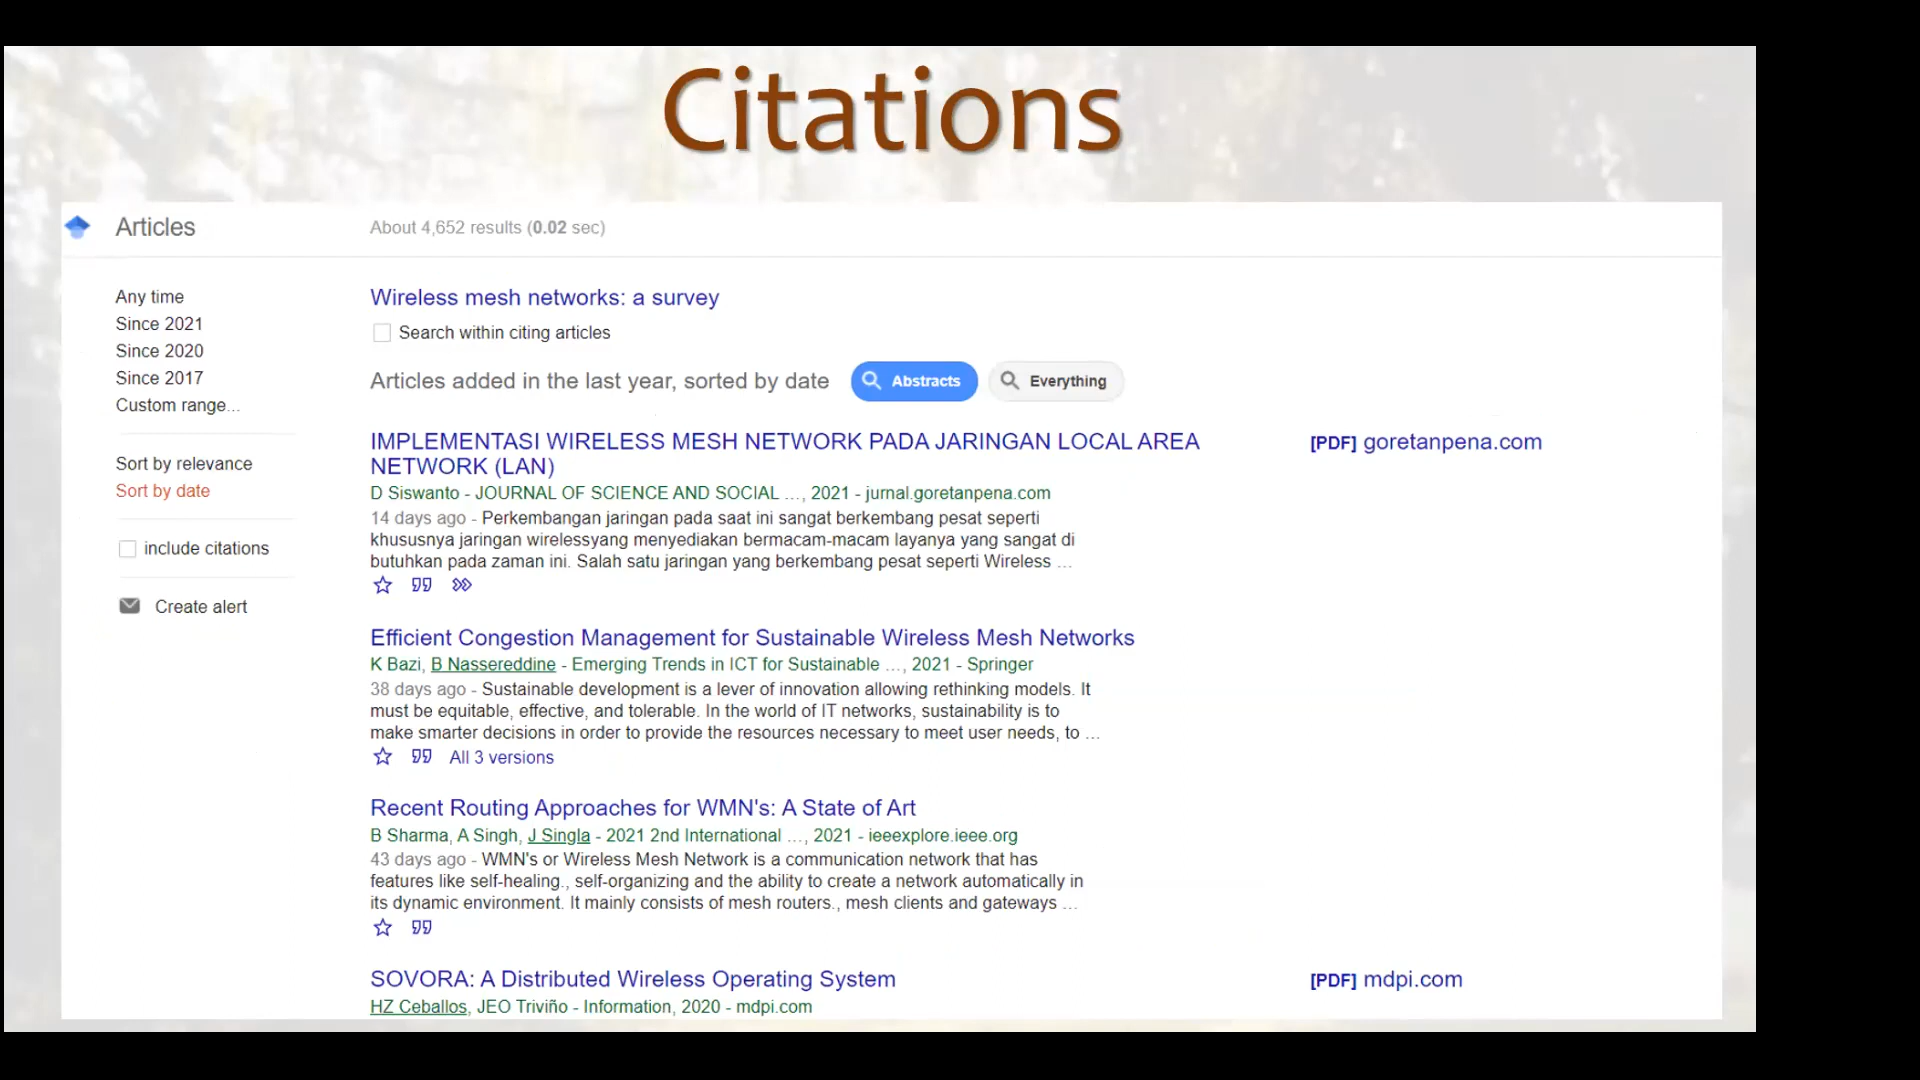 Citations
Articles
About 4,652 results (0.02 sec)
Any time
Since 2021
Since 2020
Since 2017
Custom range...
Sort by relevance
Sort by date
include citations
Create alert
Wireless mesh networks: a survey
Search within citing articles
Articles added in the last year, sorted by date
Abstracts
Everything
IMPLEMENTASI WIRELESS MESH NETWORK PADA JARINGAN LOCAL AREA
NETWORK (LAN)
[PDF] goretanpena.com
D Siswanto - JOURNAL OF SCIENCE AND SOCIAL …, 2021 - jurnal.goretanpena.com
14 days ago - Perkembangan jaringan pada saat ini sangat berkembang pesat seperti
khususnya jaringan wirelessyang menyediakan bermacam-macam layanya yang sangat di
butuhkan pada zaman ini. Salah satu jaringan yang berkembang pesat seperti Wireless …
Efficient Congestion Management for Sustainable Wireless Mesh Networks
K Bazi, B Nassereddine - Emerging Trends in ICT for Sustainable …, 2021 - Springer
38 days ago - Sustainable development is a lever of innovation allowing rethinking models. It
must be equitable, effective, and tolerable. In the world of IT networks, sustainability is to
make smarter decisions in order to provide the resources necessary to meet user needs, to …
All 3 versions
Recent Routing Approaches for WMN's: A State of Art
B Sharma, A Singh, J Singla - 2021 2nd International …, 2021 - ieeexplore.ieee.org
43 days ago - WMN's or Wireless Mesh Network is a communication network that has
features like self-healing., self-organizing and the ability to create a network automatically in
its dynamic environment. It mainly consists of mesh routers., mesh clients and gateways …
SOVORA: A Distributed Wireless Operating System
[PDF] mdpi.com
HZ Ceballos, JEO Triviño - Information, 2020 - mdpi.com